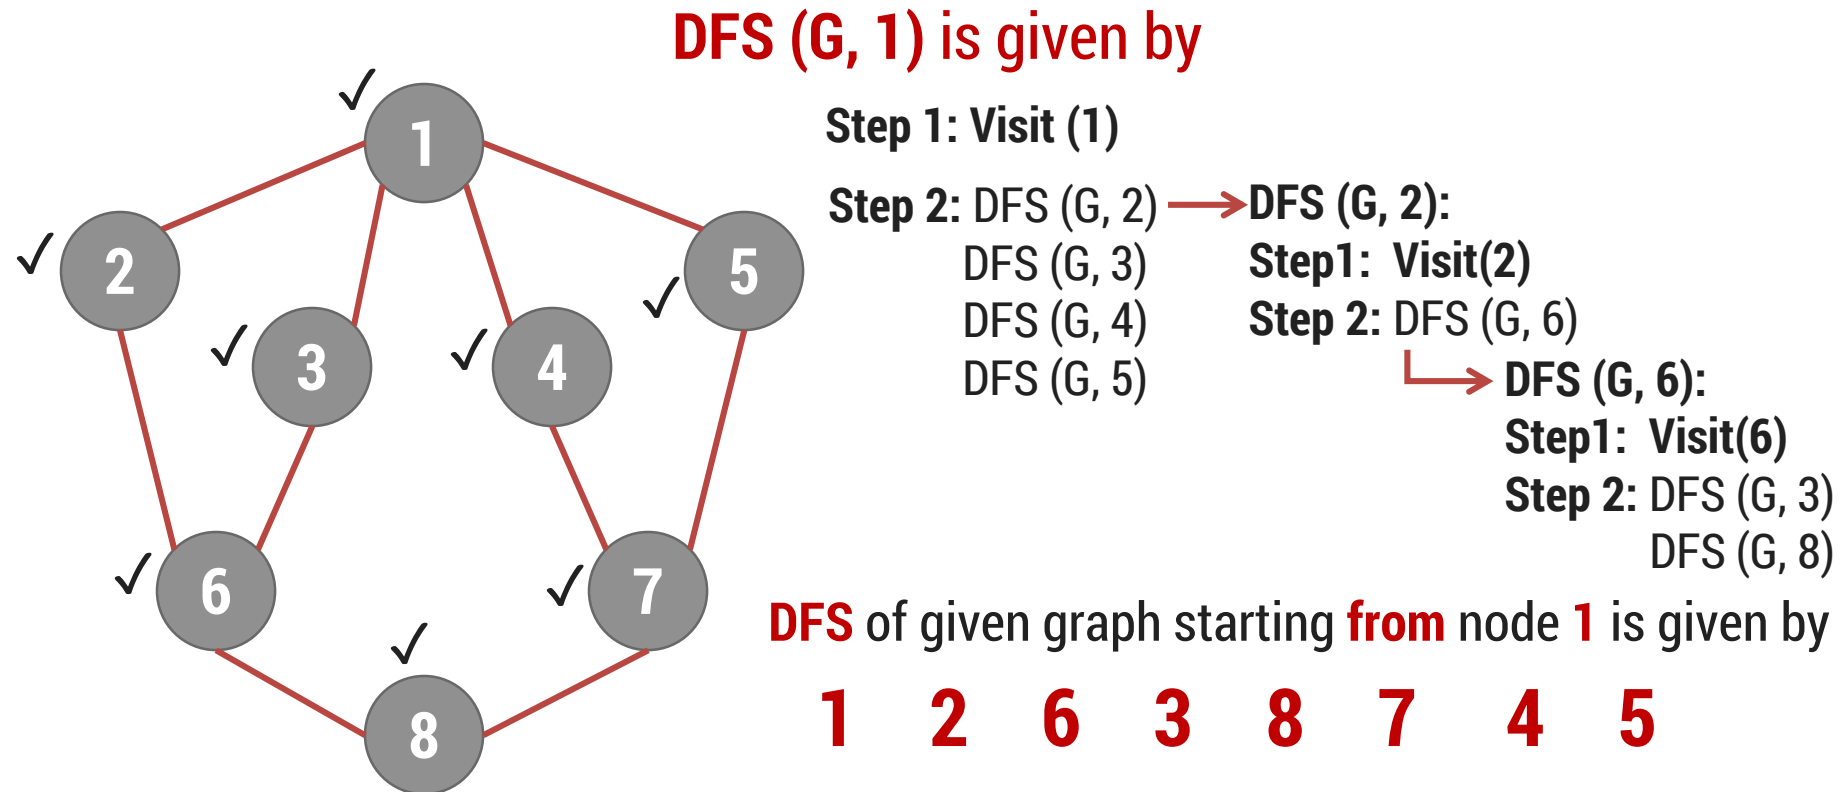 DFS (G, 1) is given by
Step 1: Visit (1)
Step 2: DFS (G, 2)
DFS (G, 3)
DFS (G, 4)
DFS (G, 5)
DFS (G, 2):
Step1: Visit(2)
Step 2: DFS (G, 6)
DFS (G, 6):
Step1: Visit(6)
Step 2: DFS (G, 3)
DFS (G, 8)
1
2
5
3
4
6
7
8
DFS of given graph starting from node 1 is given by
1 2 6 3 8 7 4 5